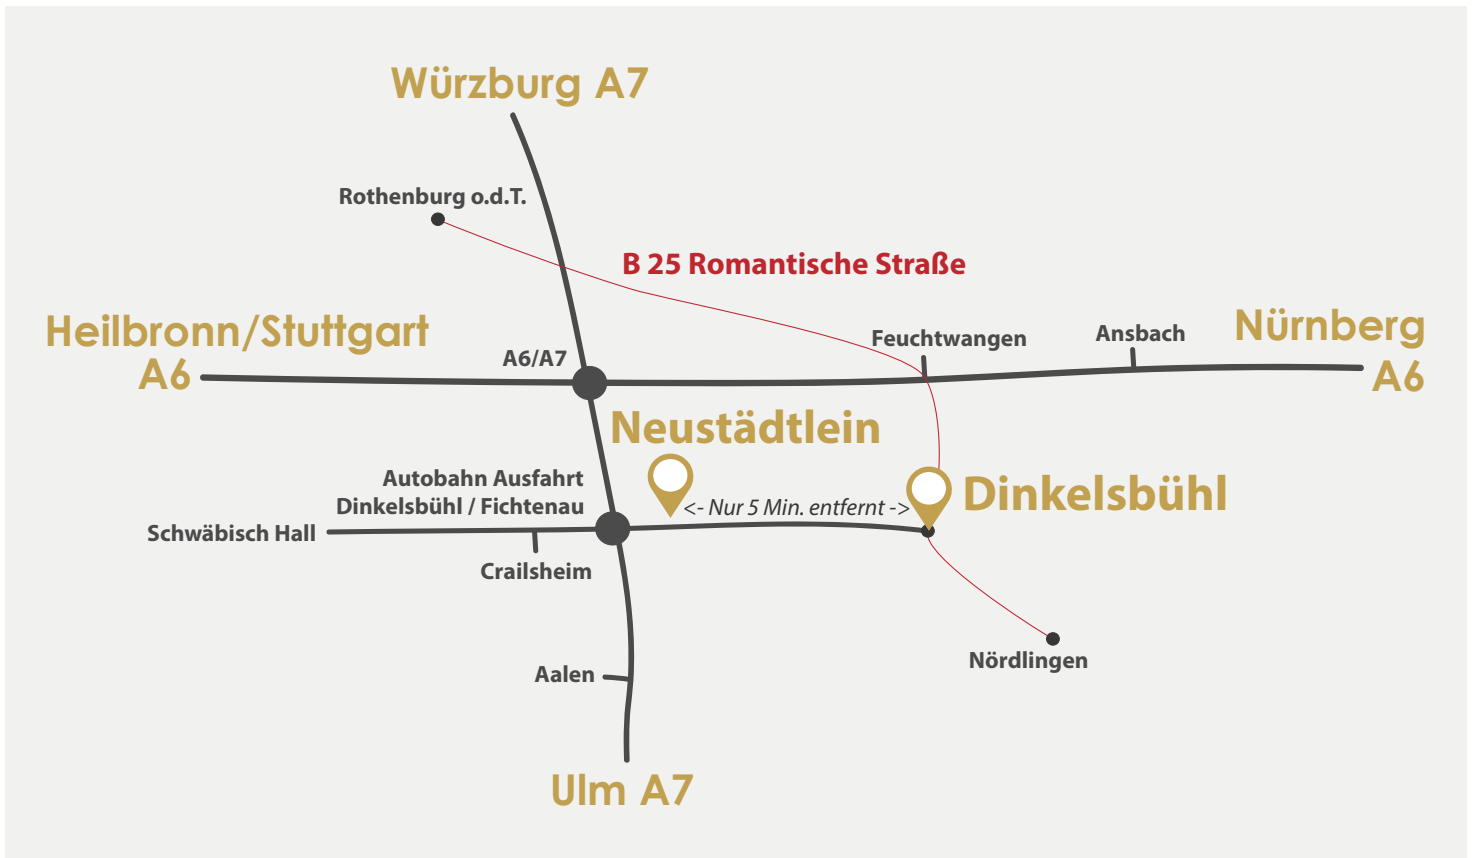 Würzburg A7
Rothenburg o.d.T.
B 25 Romantische Straße
Heilbronn/Stuttgart
A6
A6/A7
Feuchtwangen
Ansbach
Nürnberg
A6
Neustädtlein
Autobahn Ausfahrt
Dinkelsbühl / Fichtenau
<- Nur 5 Min. entfernt ->
Dinkelsbühl
Schwäbisch Hall
Crailsheim
Nördlingen
Aalen
Ulm A7